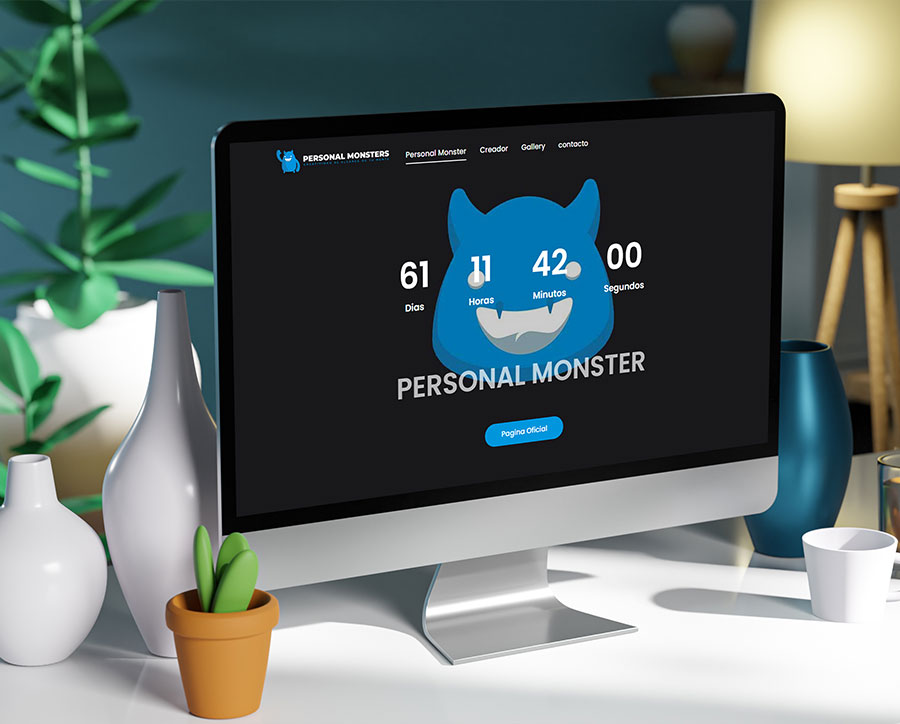 PERSONAL MONSTERS
Personal Monster Creador Gallery contacto
61 11 42 00
Dias Horas Minutos Segundos
PERSONAL MONSTER
Pagina Oficial